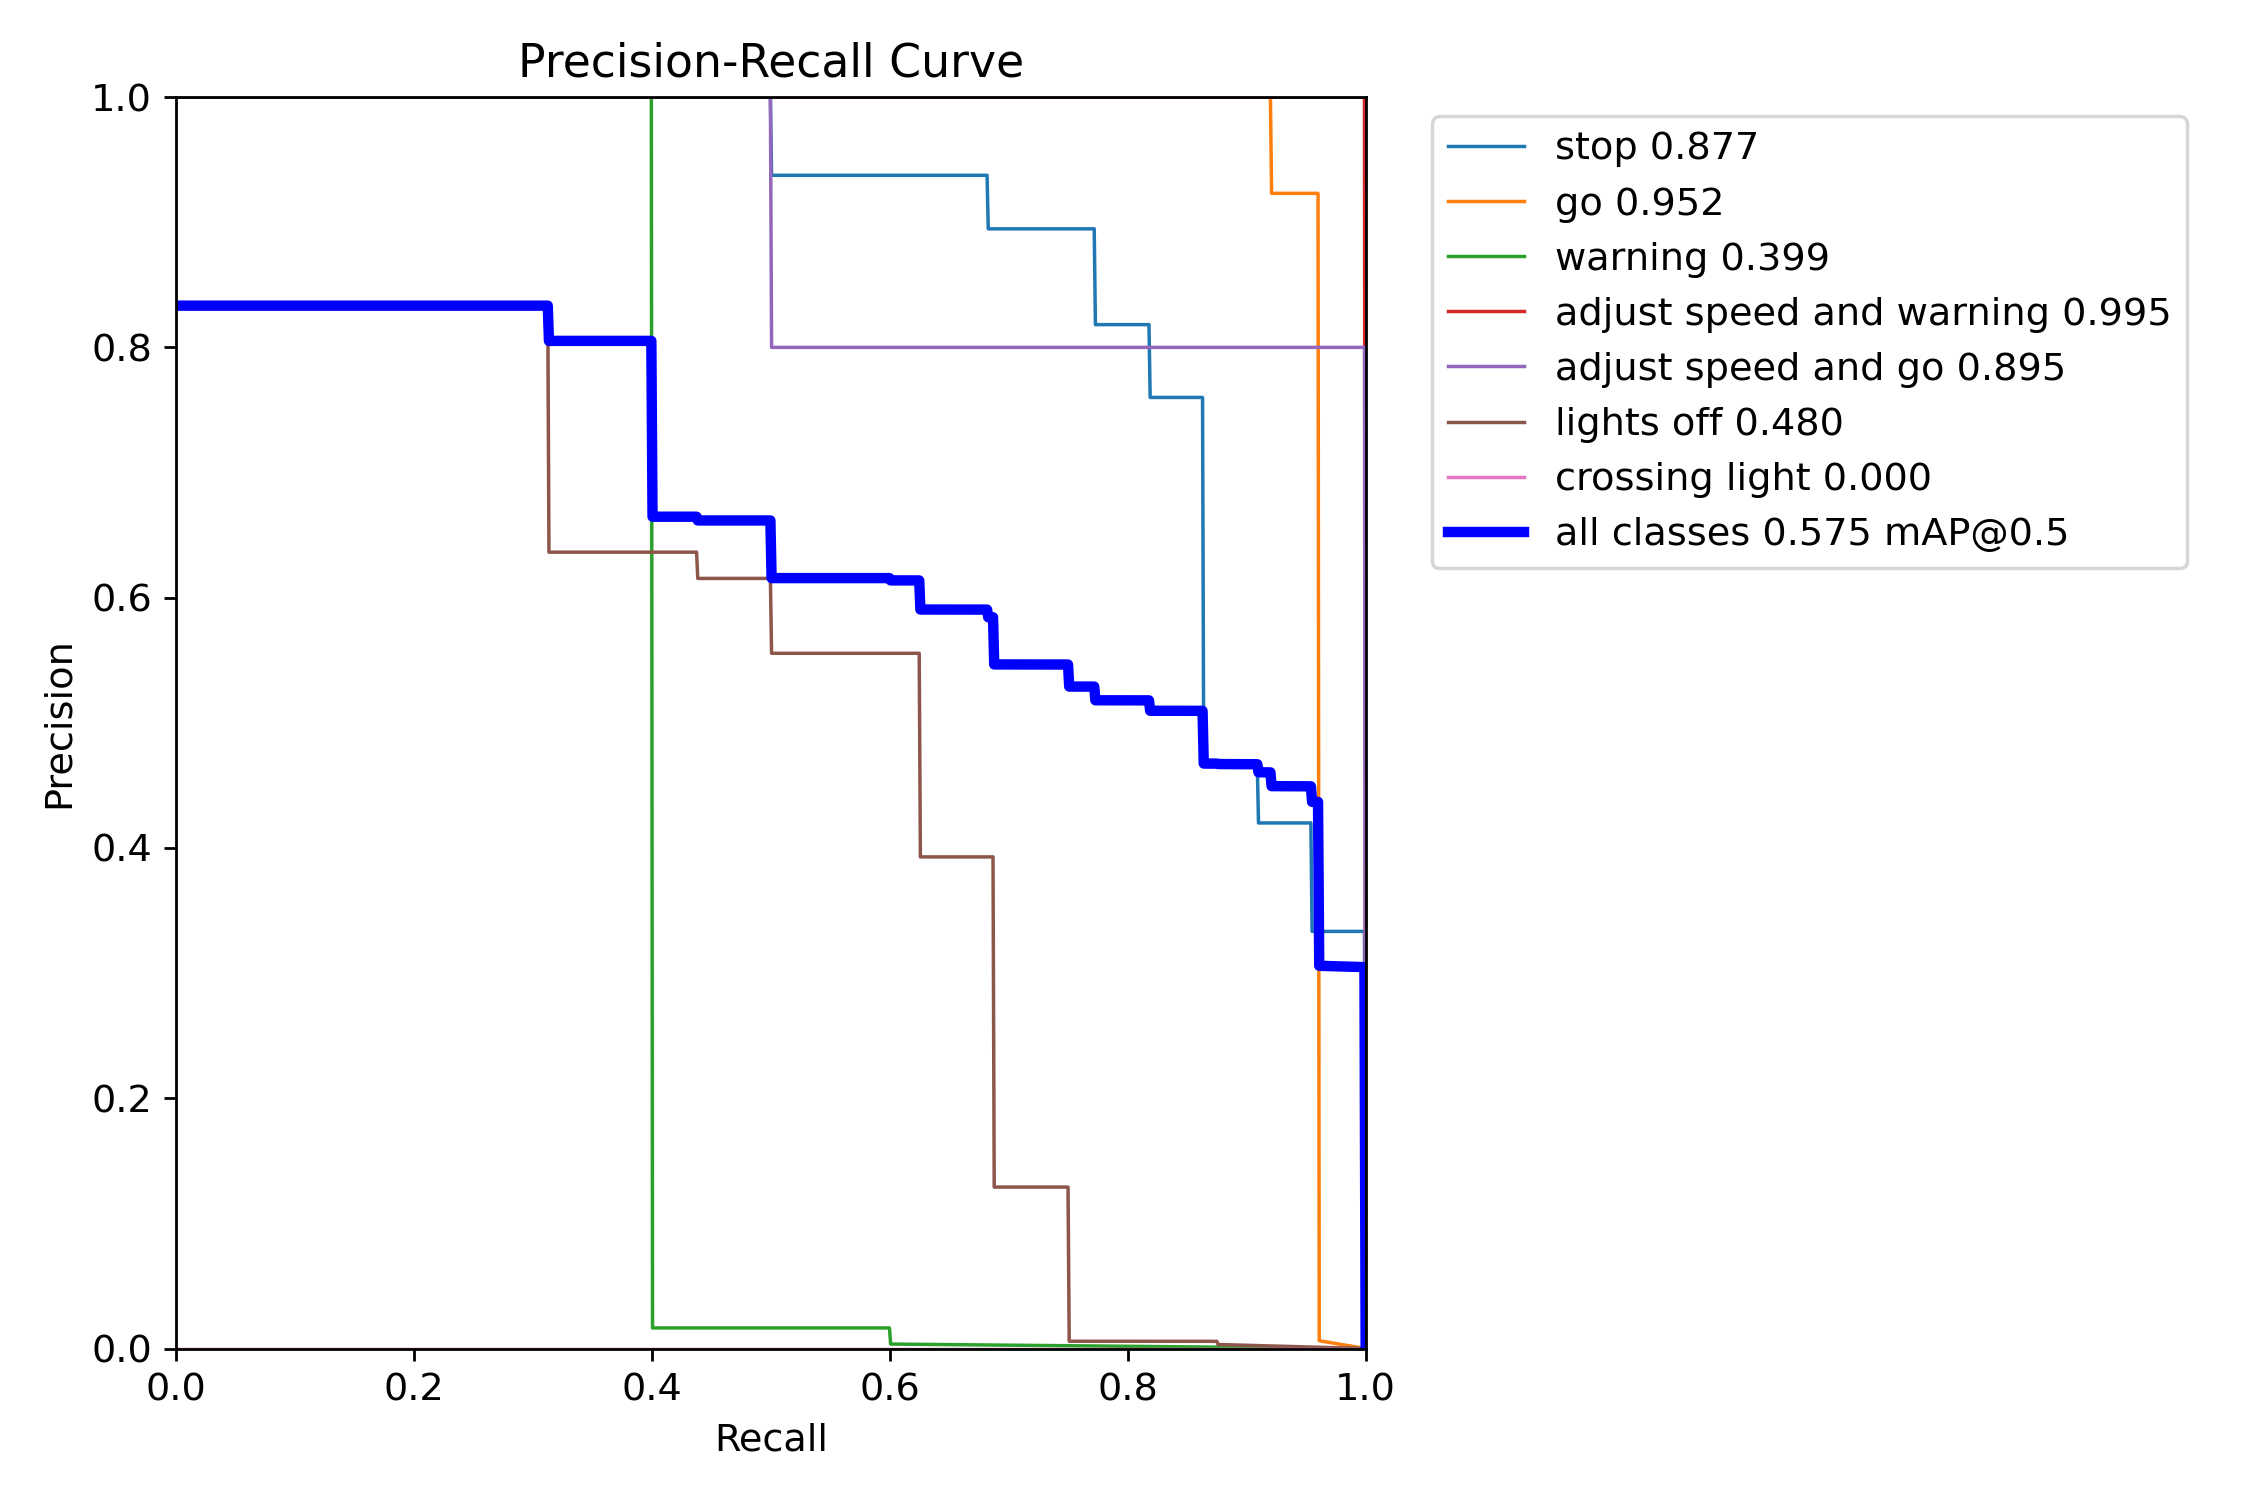 Precision-Recall Curve
1.0
0.8
0.6
0.4
0.2
0.0
Precision
0.0 0.2 0.4 0.6 0.8 1.0
Recall
stop 0.877
go 0.952
warning 0.399
adjust speed and warning 0.995
adjust speed and go 0.895
lights off 0.480
crossing light 0.000
all classes 0.575 mAP@0.5